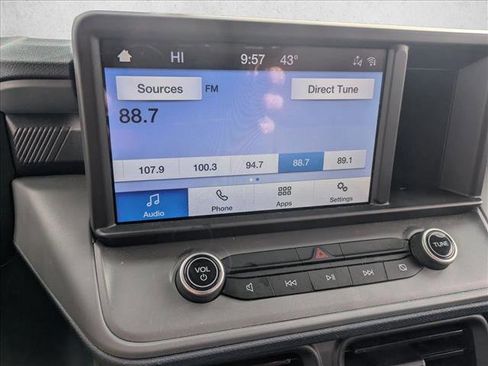 HI 9:57 43°
Sources FM Direct Tune
88.7
107.9 100.3 94.7 88.7 89.1
Audio Phone Apps Settings
VOL TUNE